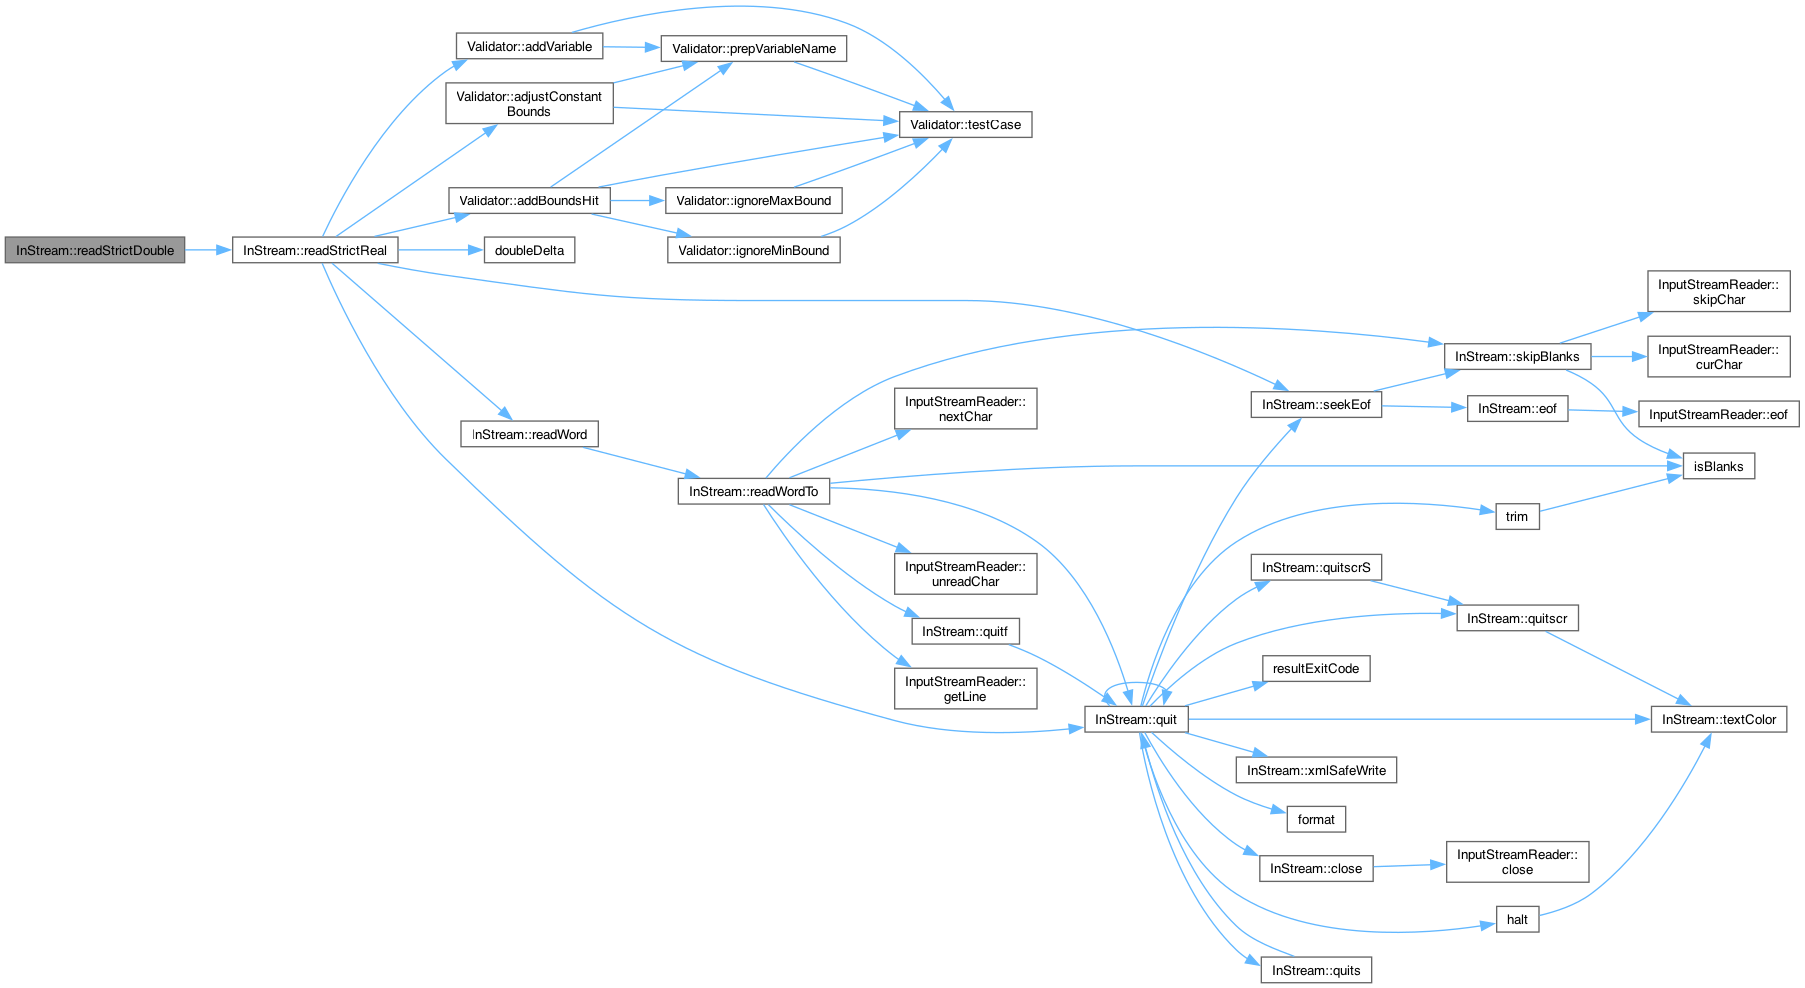 InStream::readStrictDouble
InStream::readStrictReal
Validator::addVariable
Validator::adjustConstant
Bounds
Validator::addBoundsHit
doubleDelta
InStream::readWord
Validator::prepVariableName
Validator::ignoreMaxBound
Validator::ignoreMinBound
Validator::testCase
InStream::readWordTo
InputStreamReader::
nextChar
InputStreamReader::
unreadChar
InStream::quitf
InputStreamReader::
getLine
InStream::quit
InStream::seekEof
InStream::quitscrS
resultExitCode
InStream::xmlSafeWrite
format
InStream::close
InStream::quits
InStream::skipBlanks
InStream::eof
trim
InStream::quitscr
InputStreamReader::
close
halt
InputStreamReader::
skipChar
InputStreamReader::
curChar
InputStreamReader::eof
isBlanks
InStream::textColor